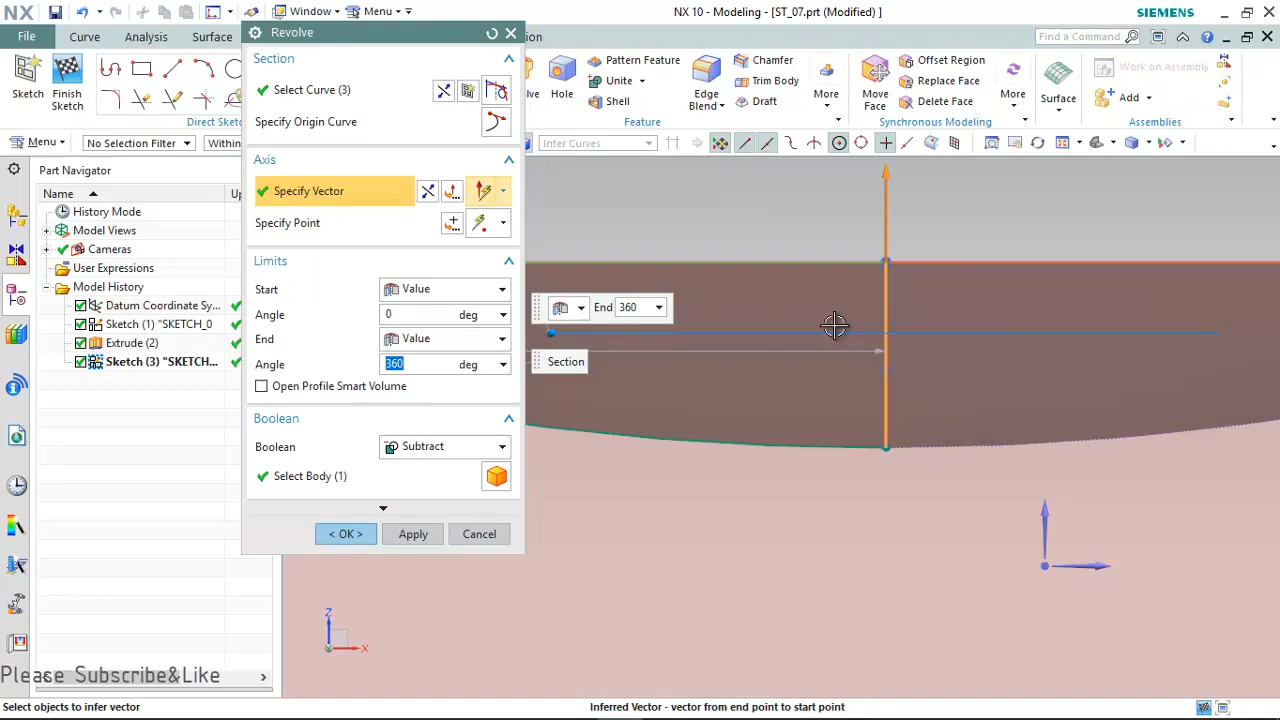 NX
Window
Menu
NX 10 - Modeling - [ST_07.prt (Modified) ]
SIEMENS
File
Curve
Analysis
Surface
Find a Command
Sketch
Finish
Sketch
Hole
Pattern Feature
Unite
Shell
Edge
Blend
Chamfer
Trim Body
Draft
More
Move
Face
Offset Region
Replace Face
Delete Face
More
Surface
Work on Assembly
Add
Feature
Synchronous Modeling
Assemblies
Menu
No Selection Filter
Infer Curves
Part Navigator
Name
History Mode
Model Views
Cameras
User Expressions
Model History
Datum Coordinate Sy...
Sketch (1) "SKETCH_0
Extrude (2)
Sketch (3) "SKETCH...
Revolve
Section
Select Curve (3)
Specify Origin Curve
Axis
Specify Vector
Specify Point
Limits
Start
Value
Angle
0
deg
End
Value
Angle
360
deg
Open Profile Smart Volume
Boolean
Boolean
Subtract
Select Body (1)
< OK >
Apply
Cancel
End
360
Section
Z
X
Please Subscribe&Like
Select objects to infer vector
Inferred Vector - vector from end point to start point